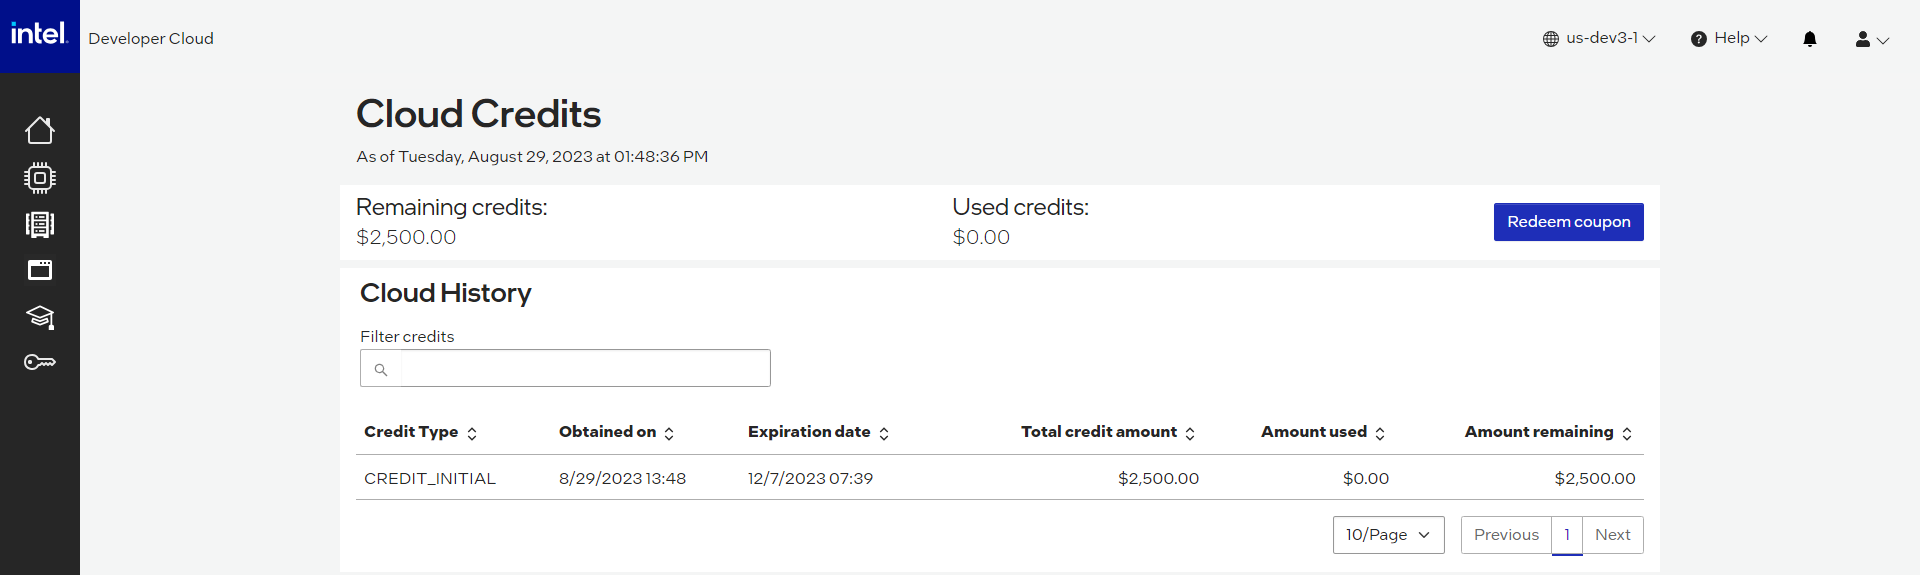 intel. Developer Cloud us-dev3-1 Help
Cloud Credits
As of Tuesday, August 29, 2023 at 01:48:36 PM
Remaining credits: Used credits:
$2,500.00 $0.00
Redeem coupon
Cloud History
Filter credits
Credit Type Obtained on Expiration date Total credit amount Amount used Amount remaining
CREDIT_INITIAL 8/29/2023 13:48 12/7/2023 07:39 $2,500.00 $0.00 $2,500.00
10/Page Previous 1 Next